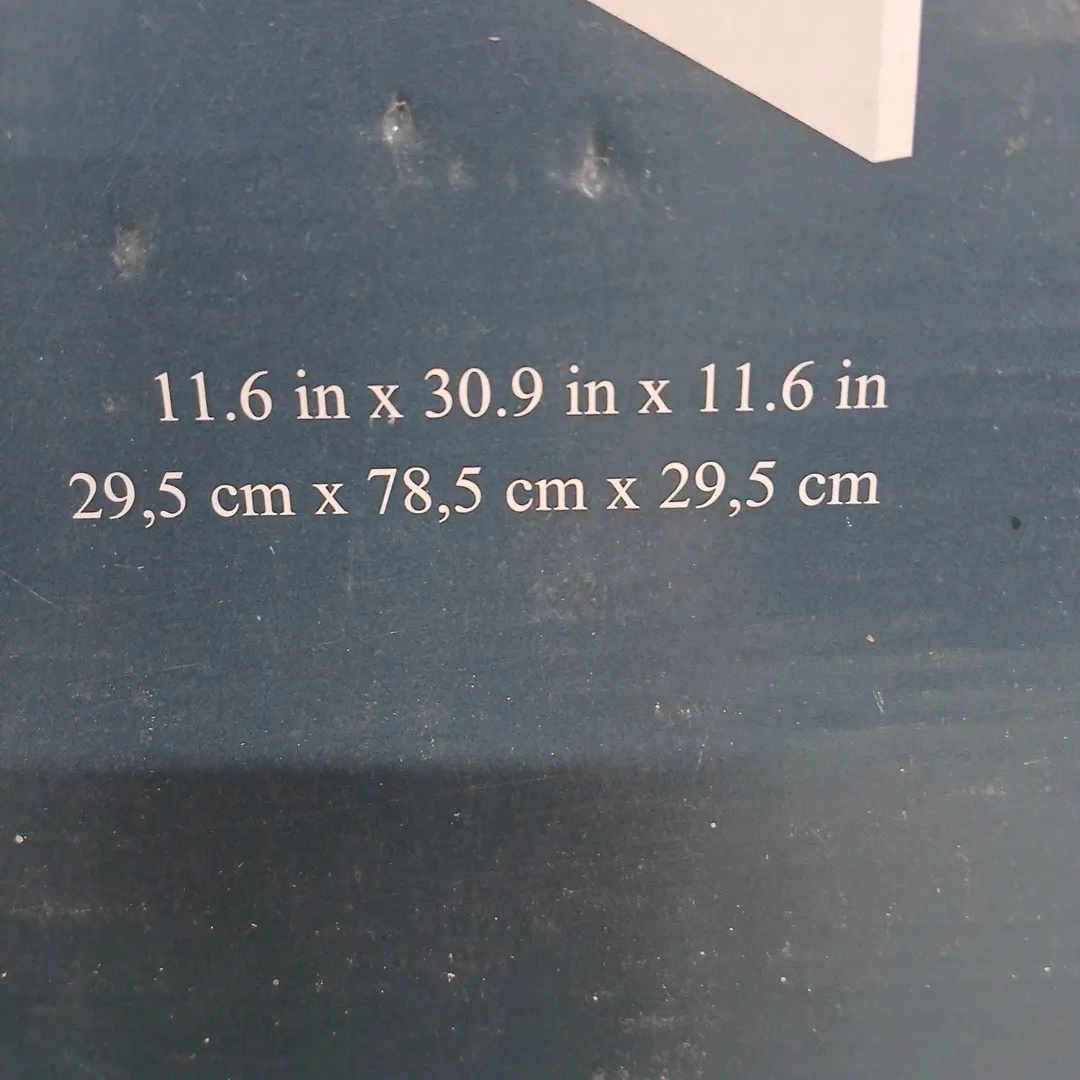 11.6 in x 30.9 in x 11.6 in
29,5 cm x 78,5 cm x 29,5 cm